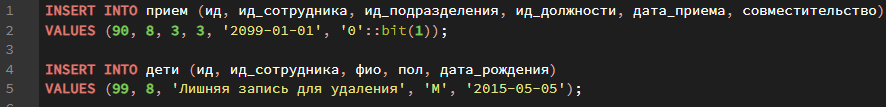 1 INSERT INTO прием (ид, ид_сотрудника, ид_подразделения, ид_должности, дата_приема, совместительство)
2 VALUES (90, 8, 3, 3, '2099-01-01', '0'::bit(1));
3
4 INSERT INTO дети (ид, ид_сотрудника, фио, пол, дата_рождения)
5 VALUES (99, 8, 'Лишняя запись для удаления', 'М', '2015-05-05');